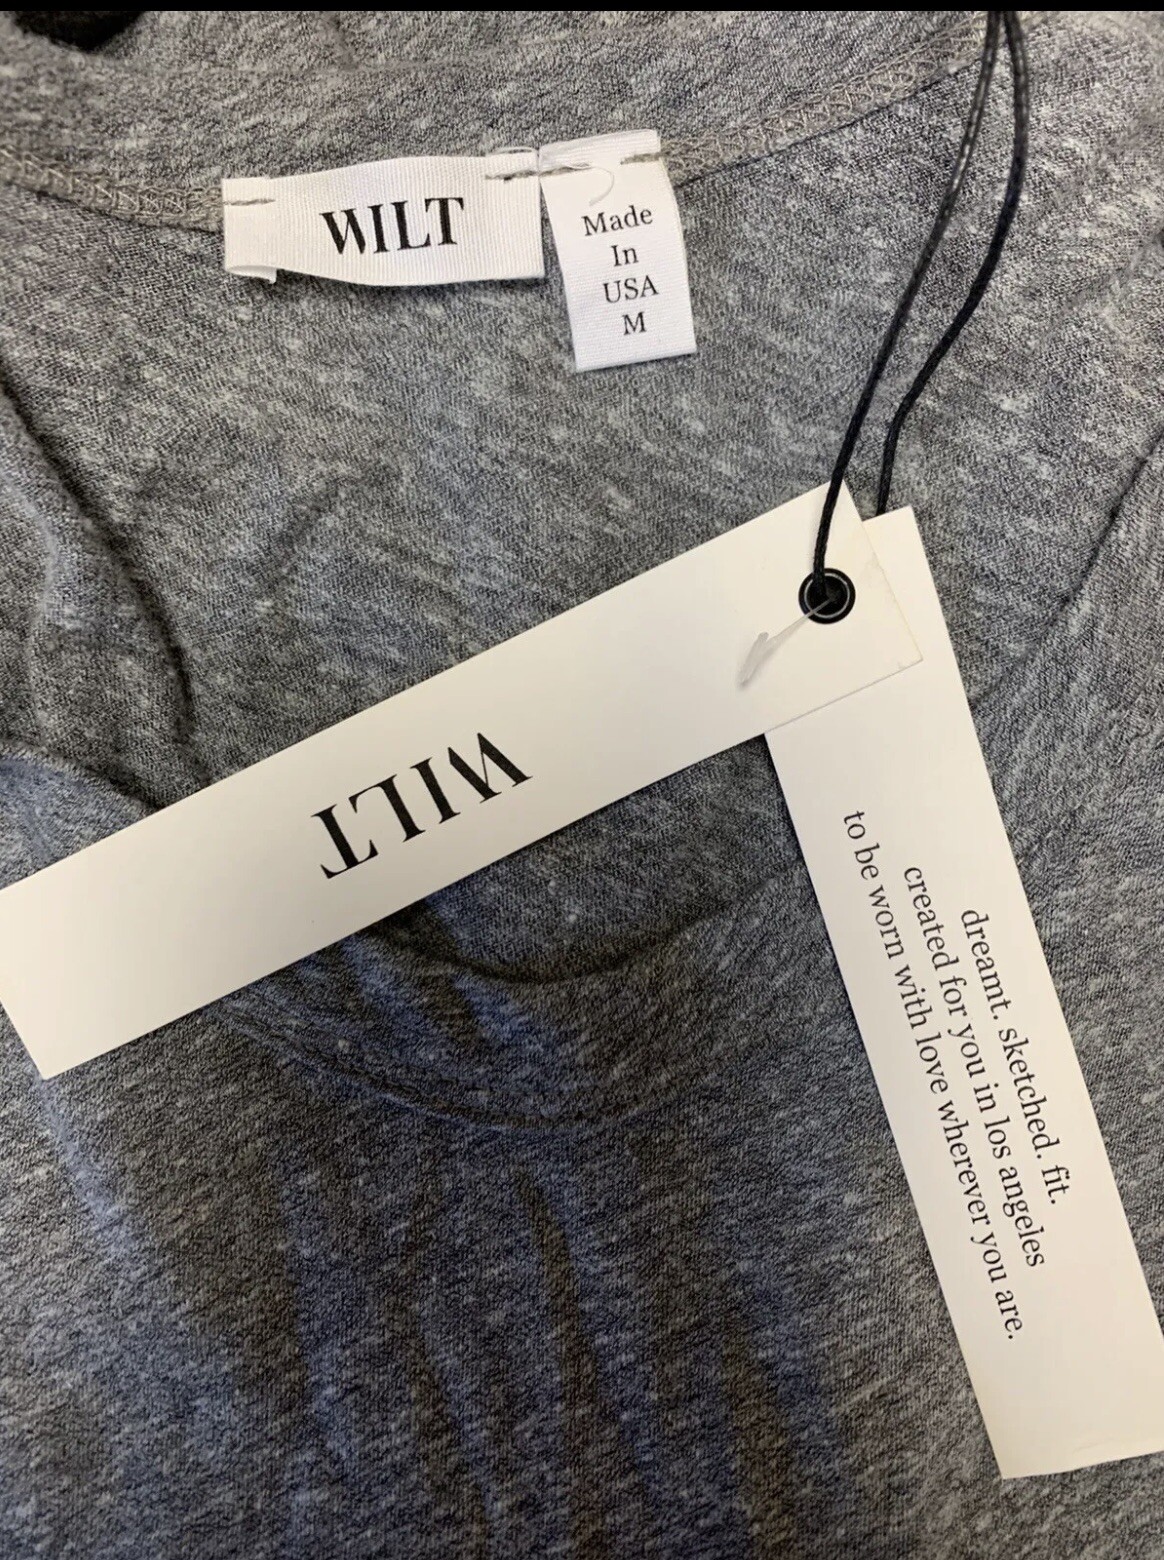 WILT
Made
In
USA
M
WILT
dreamt. sketched. fit.
created for you in los angeles
to be worn with love wherever you are.